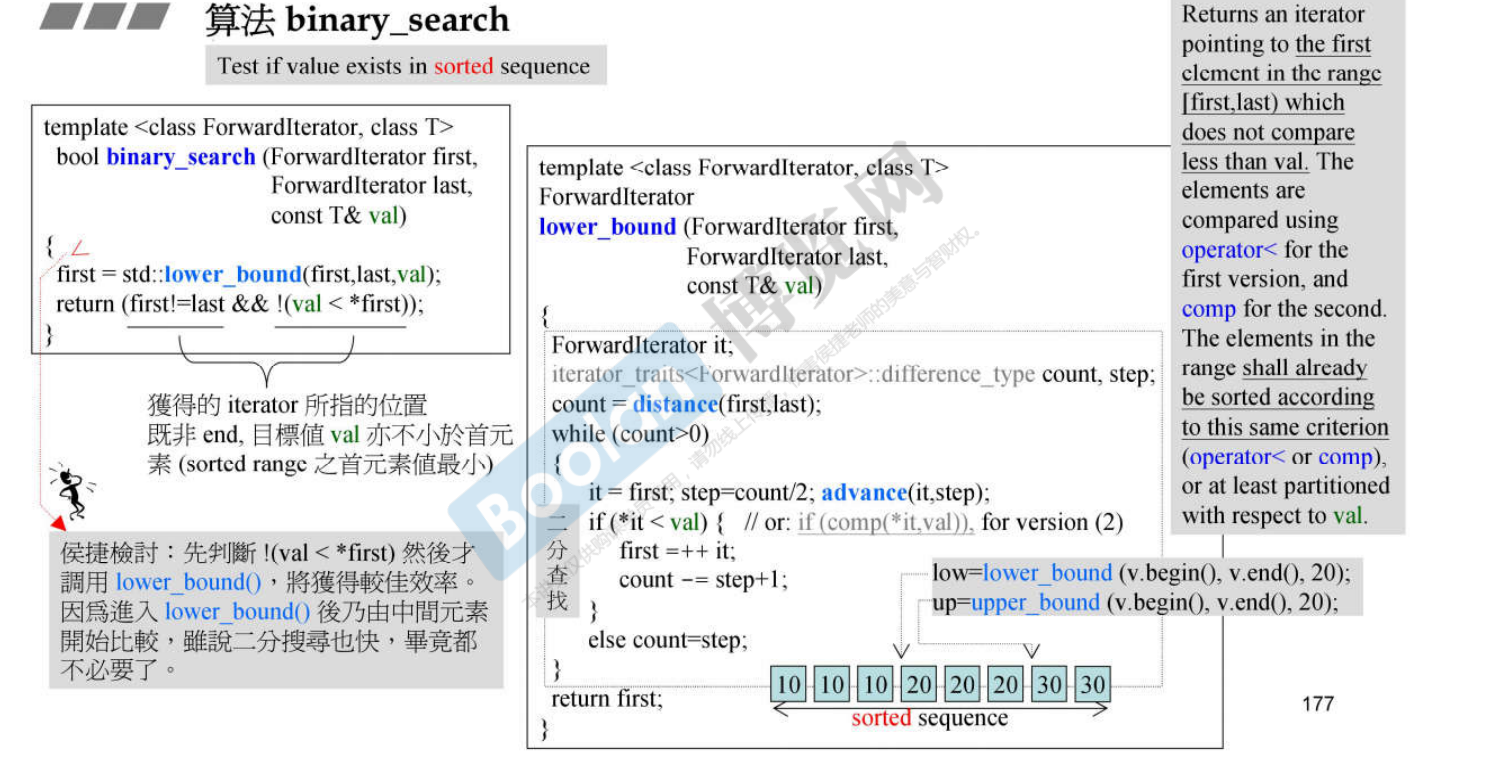 算法 binary_search
Test if value exists in sorted sequence
template <class ForwardIterator, class T>
bool binary_search (ForwardIterator first,
ForwardIterator last,
const T& val)
{
first = std::lower_bound(first,last,val);
return (first!=last && !(val < *first));
}
獲得的 iterator 所指的位置
既非 end, 目標值 val 亦不小於首元
素 (sorted range 之首元素值最小)
侯捷檢討：先判斷 !(val < *first) 然後才
調用 lower_bound()，將獲得較佳效率。
因爲進入 lower_bound() 後乃由中間元素
開始比較，雖說二分搜尋也快，畢竟都
不必要了。
template <class ForwardIterator, class T>
ForwardIterator
lower_bound (ForwardIterator first,
ForwardIterator last,
const T& val)
{
ForwardIterator it;
iterator_traits<ForwardIterator>::difference_type count, step;
count = distance(first,last);
while (count>0)
{
it = first; step=count/2; advance(it,step);
if (*it < val) { // or: if (comp(*it,val)), for version (2)
first =++ it;
count -= step+1;
}
else count=step;
}
return first;
}
二
分
查
找
low=lower_bound (v.begin(), v.end(), 20);
up=upper_bound (v.begin(), v.end(), 20);
10 10 10 20 20 20 30 30
sorted sequence
Returns an iterator
pointing to the first
element in the range
[first,last) which
does not compare
less than val. The
elements are
compared using
operator< for the
first version, and
comp for the second.
The elements in the
range shall already
be sorted according
to this same criterion
(operator< or comp),
or at least partitioned
with respect to val.
177
Boolan 博览网